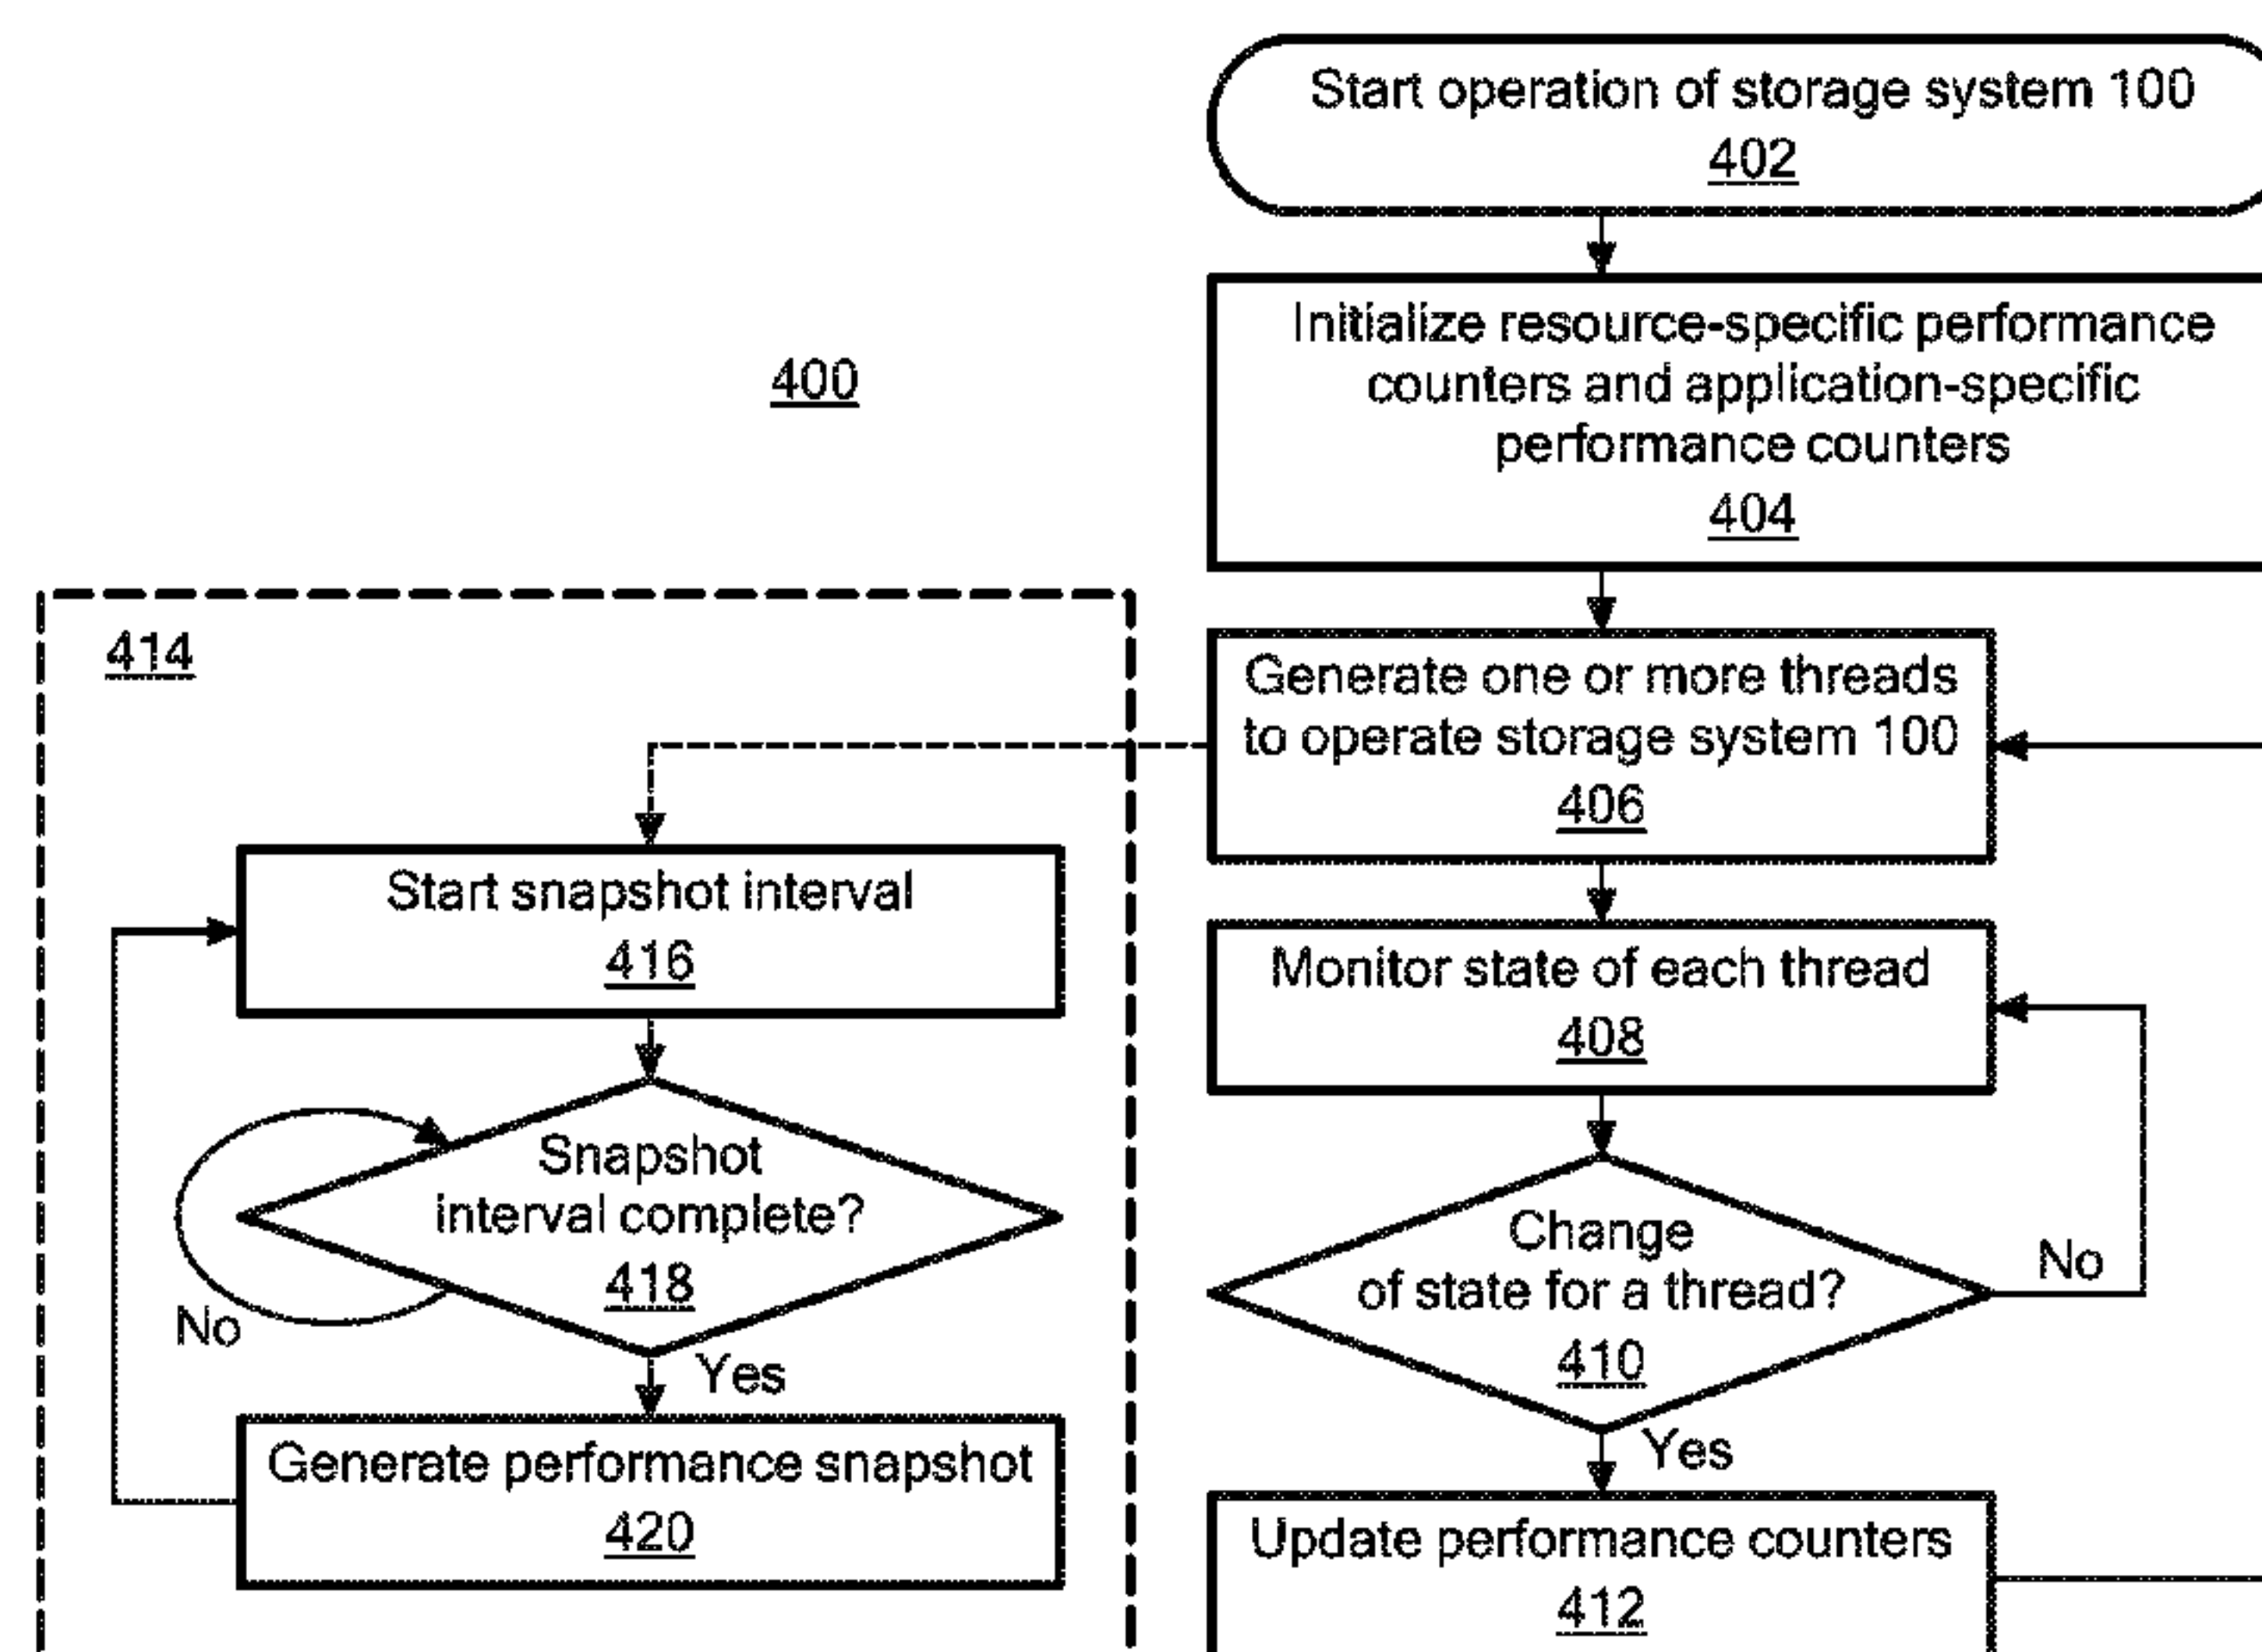 Start operation of storage system 100
402
Initialize resource-specific performance
counters and application-specific
performance counters
404
400
414
Generate one or more threads
to operate storage system 100
406
Start snapshot interval
416
Monitor state of each thread
408
Snapshot
interval complete?
418
No
Yes
Change
of state for a thread?
410
No
Yes
Generate performance snapshot
420
Update performance counters
412